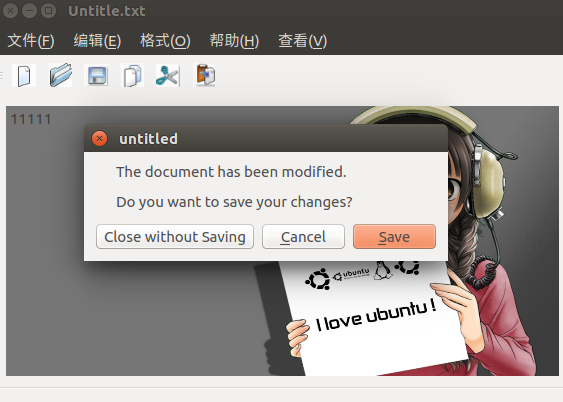 Untitle.txt
文件(F) 编辑(E) 格式(O) 帮助(H) 查看(V)
11111
untitled
The document has been modified.
Do you want to save your changes?
Close without Saving Cancel Save
ubuntu
I love ubuntu !